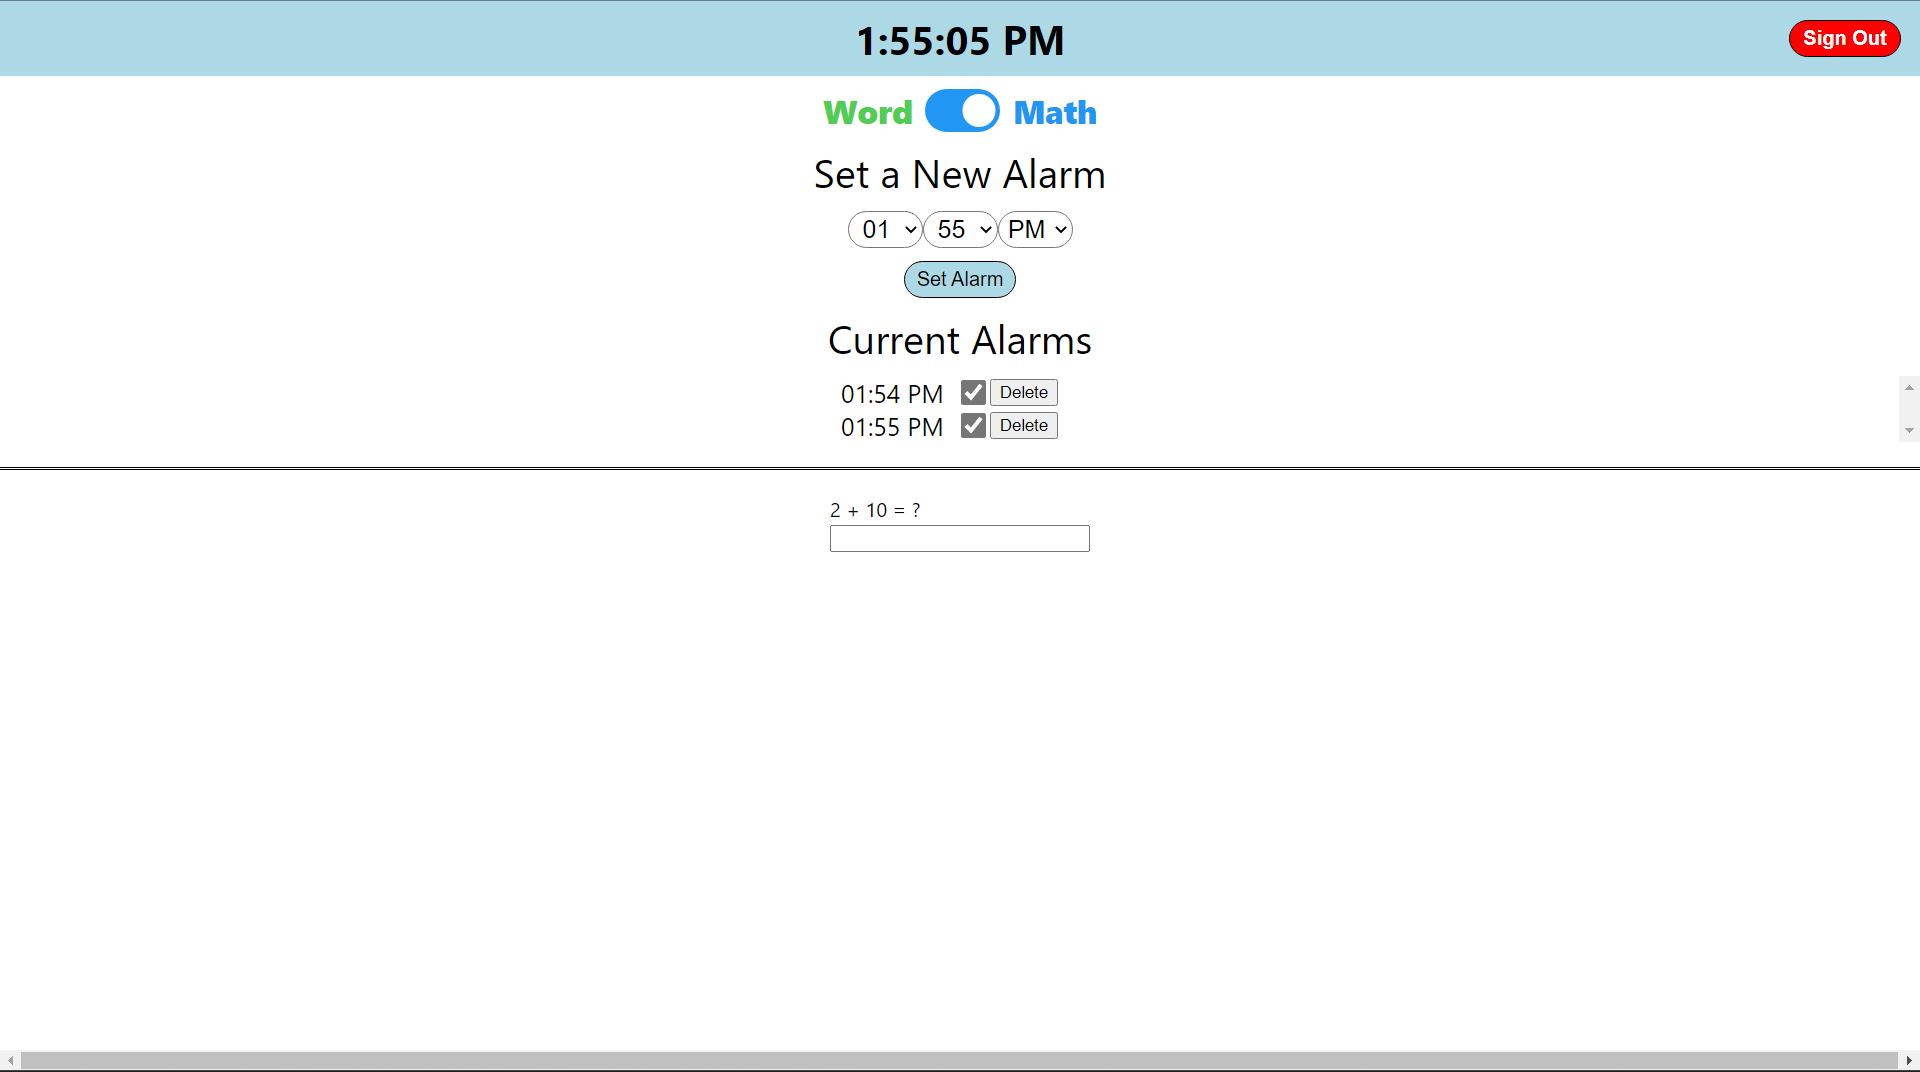 1:55:05 PM
Sign Out
Word Math
Set a New Alarm
01 55 PM
Set Alarm
Current Alarms
01:54 PM Delete
01:55 PM Delete
2 + 10 = ?